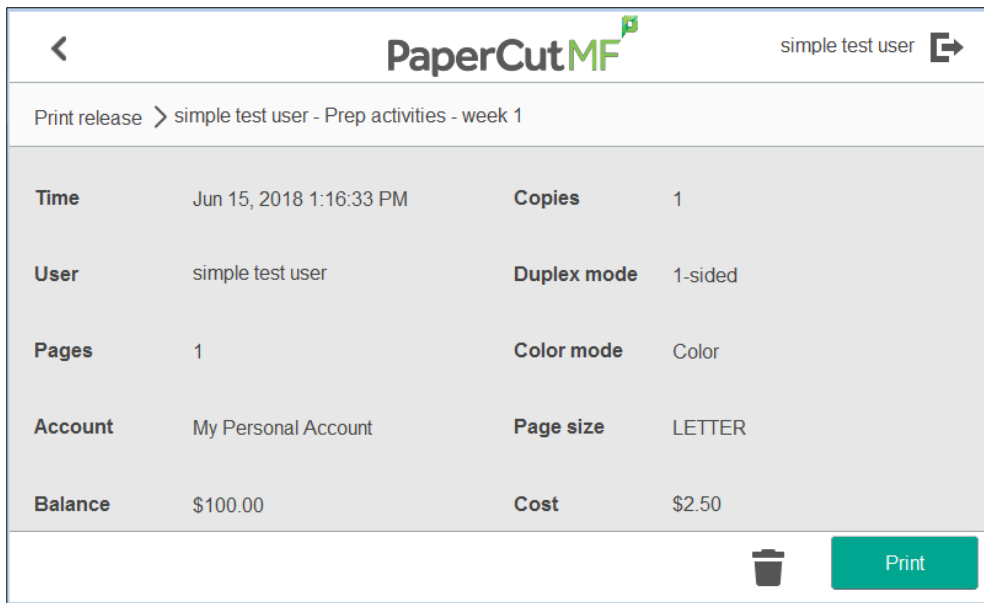 PaperCutMF simple test user
Print release simple test user - Prep activities - week 1
Time Jun 15, 2018 1:16:33 PM Copies 1
User simple test user Duplex mode 1-sided
Pages 1 Color mode Color
Account My Personal Account Page size LETTER
Balance $100.00 Cost $2.50
Print